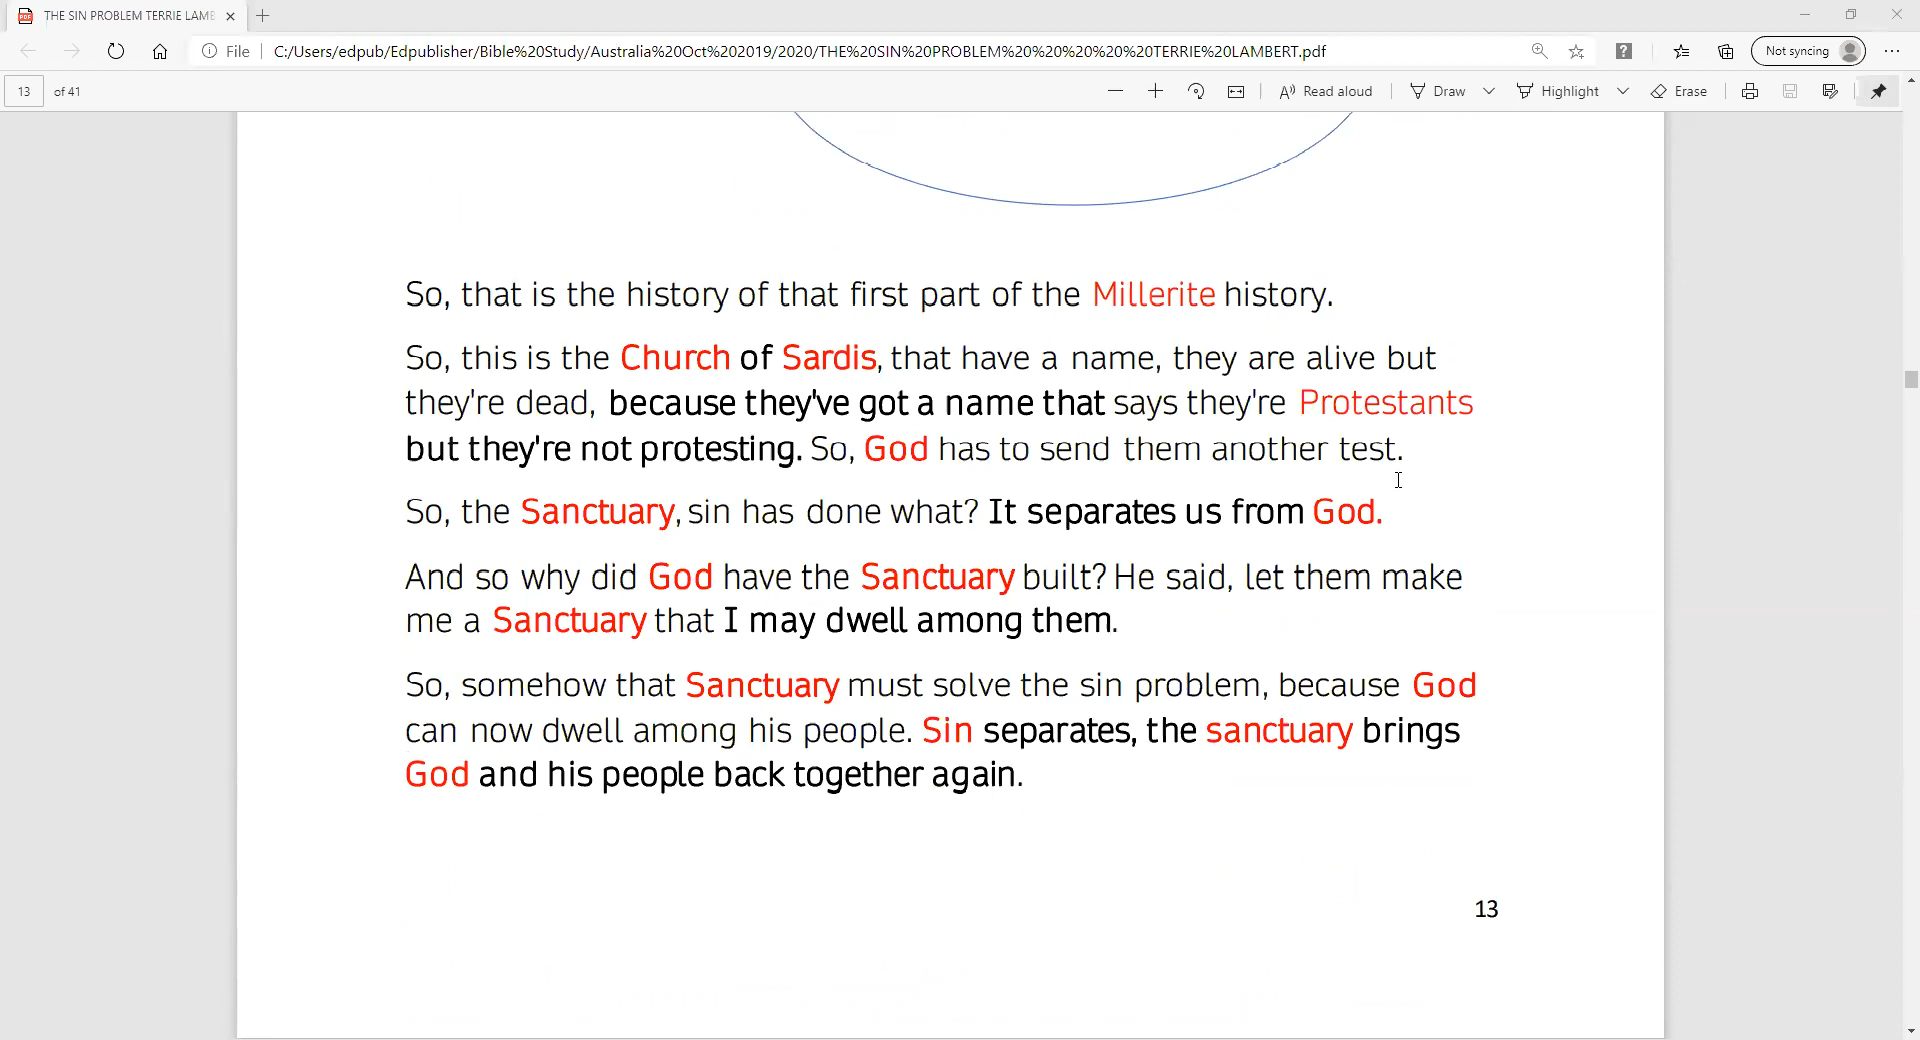 THE SIN PROBLEM TERRIE LAMB
File
C:/Users/edpub/Edpublisher/Bible%20Study/Australia%20Oct%202019/2020/THE%20SIN%20PROBLEM%20%20%20%20%20TERRIE%20LAMBERT.pdf
Not syncing
13 of 41
Read aloud
Draw
Highlight
Erase
So, that is the history of that first part of the Millerite history.
So, this is the Church of Sardis, that have a name, they are alive but
they're dead, because they've got a name that says they're Protestants
but they're not protesting. So, God has to send them another test.
So, the Sanctuary, sin has done what? It separates us from God.
And so why did God have the Sanctuary built? He said, let them make
me a Sanctuary that I may dwell among them.
So, somehow that Sanctuary must solve the sin problem, because God
can now dwell among his people. Sin separates, the sanctuary brings
God and his people back together again.
13